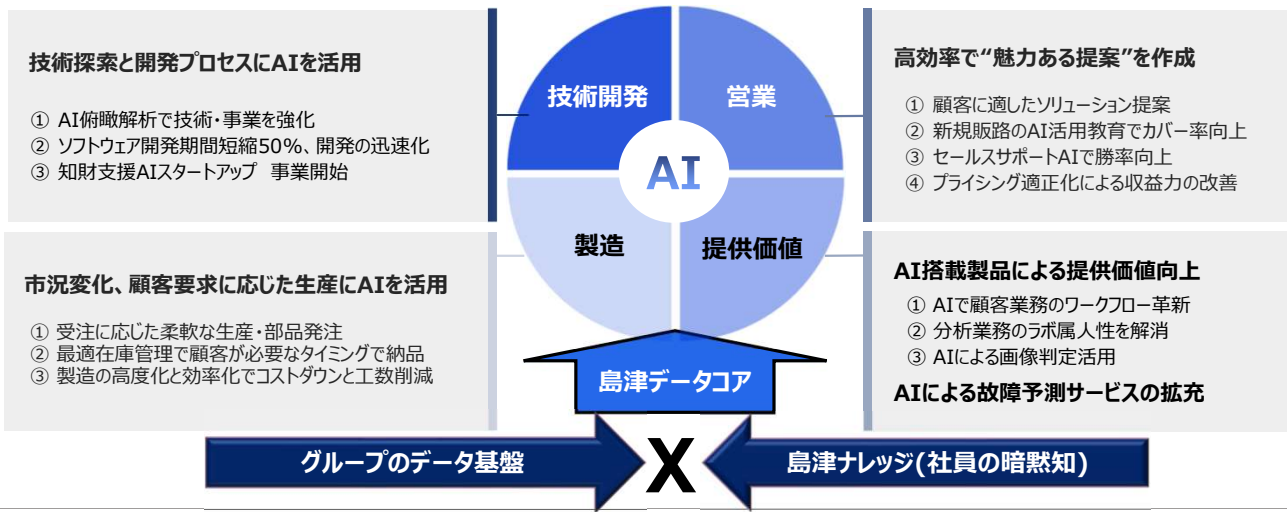 技術探索と開発プロセスにAIを活用
① AI俯瞰解析で技術・事業を強化
② ソフトウェア開発期間短縮50%、開発の迅速化
③ 知財支援AIスタートアップ 事業開始
技術開発
営業
AI
製造
提供価値
高効率で“魅力ある提案”を作成
① 顧客に適したソリューション提案
② 新規販路のAI活用教育でカバー率向上
③ セールスサポートAIで勝率向上
④ プライシング適正化による収益力の改善
市況変化、顧客要求に応じた生産にAIを活用
① 受注に応じた柔軟な生産・部品発注
② 最適在庫管理で顧客が必要なタイミングで納品
③ 製造の高度化と効率化でコストダウンと工数削減
AI搭載製品による提供価値向上
① AIで顧客業務のワークフロー革新
② 分析業務のラボ属人性を解消
③ AIによる画像判定活用
AIによる故障予測サービスの拡充
島津データコア
グループのデータ基盤
X
島津ナレッジ(社員の暗黙知)